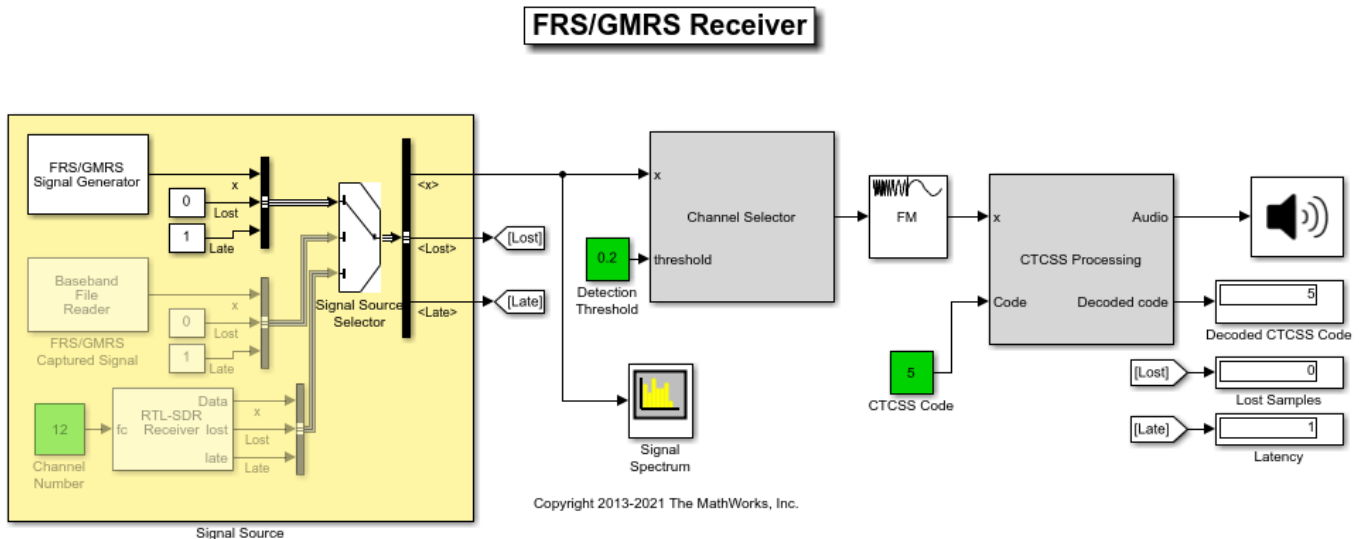 FRS/GMRS Receiver
FRS/GMRS
Signal Generator
x
0
Lost
1
Late
Baseband
File
Reader
FRS/GMRS
Captured Signal
x
0
Lost
1
Late
12
Channel
Number
fc
RTL-SDR
Receiver
Data
lost
late
x
Lost
Late
Signal Source
Selector
<x>
<Lost>
<Late>
[Lost]
[Late]
Signal Source
x
threshold
Channel Selector
0.2
Detection
Threshold
Signal
Spectrum
FM
x
Code
CTCSS Processing
Audio
Decoded code
5
CTCSS Code
5
Decoded CTCSS Code
[Lost]
0
Lost Samples
[Late]
1
Latency
Copyright 2013-2021 The MathWorks, Inc.